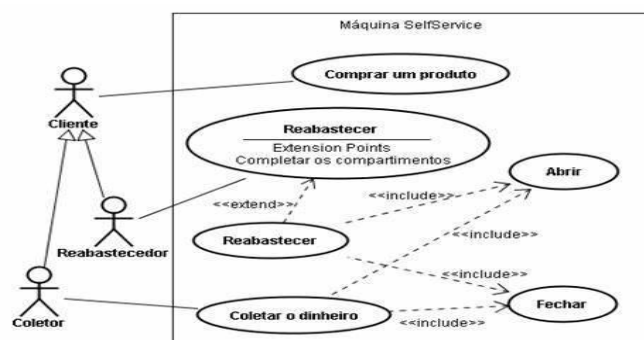 Máquina SelfService
Comprar um produto
Cliente
Reabastecer
Extension Points
Completar os compartimentos
Abrir
<<include>>
<<extend>>
Reabastecedor
Reabastecer
<<include>>
<<include>>
Coletor
Coletar o dinheiro
<<include>>
Fechar